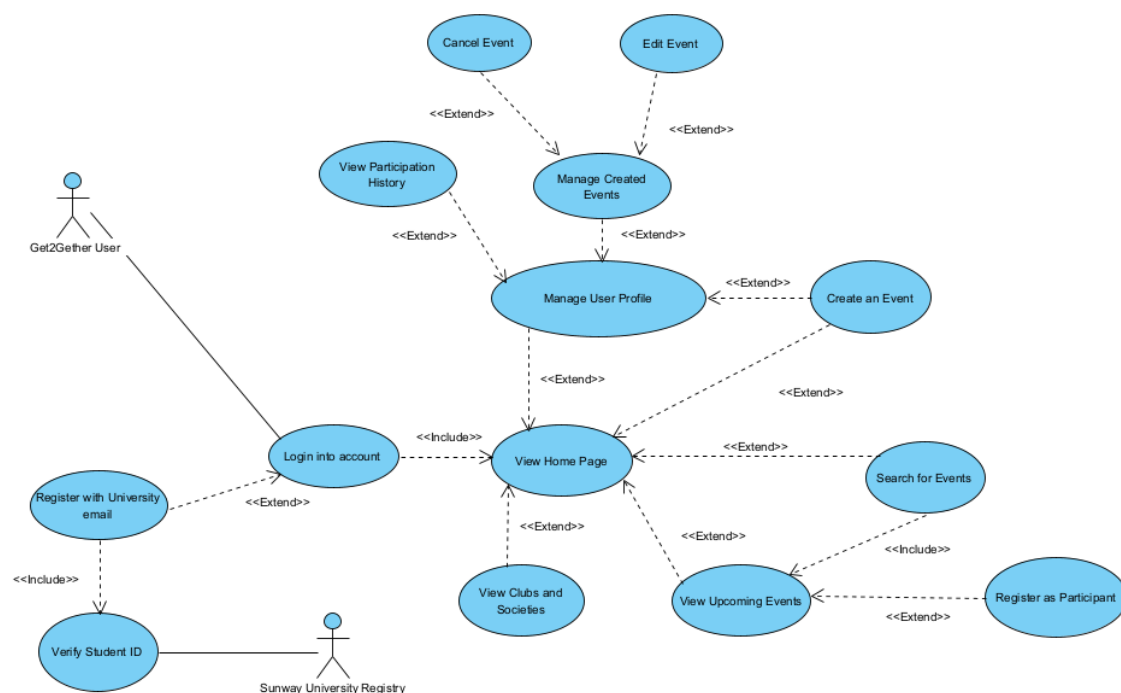 Cancel Event
Edit Event
<<Extend>>
<<Extend>>
View Participation
History
Manage Created
Events
Get2Gether User
<<Extend>>
<<Extend>>
Manage User Profile
<<Extend>>
Create an Event
<<Extend>>
<<Extend>>
Login into account
<<Include>>
View Home Page
<<Extend>>
Search for Events
Register with University
email
<<Extend>>
<<Extend>>
<<Extend>>
<<Include>>
<<Include>>
View Clubs and
Societies
View Upcoming Events
Register as Participant
<<Extend>>
Verify Student ID
Sunway University Registry